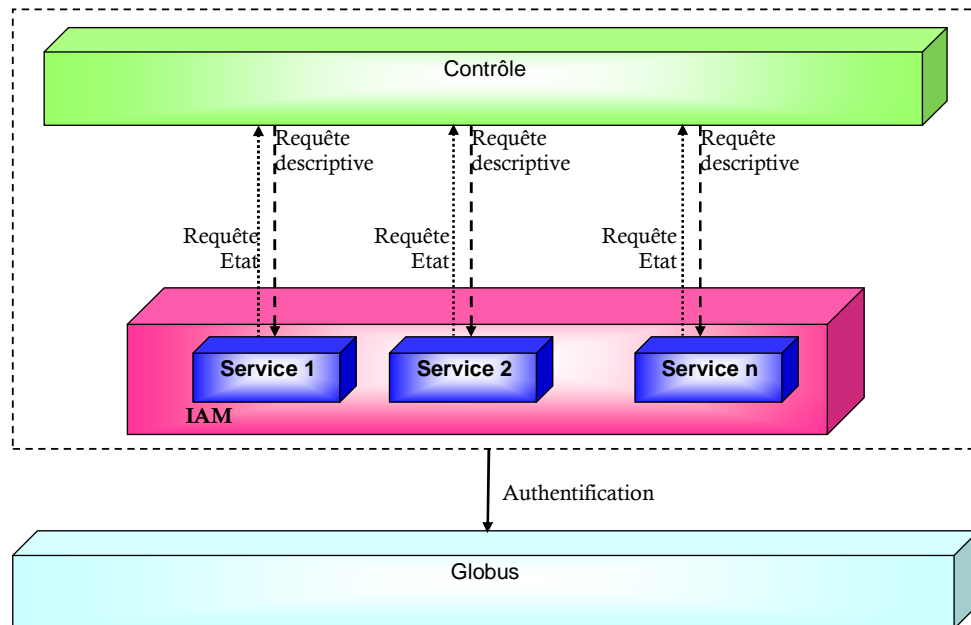 Contrôle
Requête
descriptive
Requête
descriptive
Requête
descriptive
Requête
Etat
Requête
Etat
Requête
Etat
Service 1
Service 2
Service n
IAM
Authentification
Globus